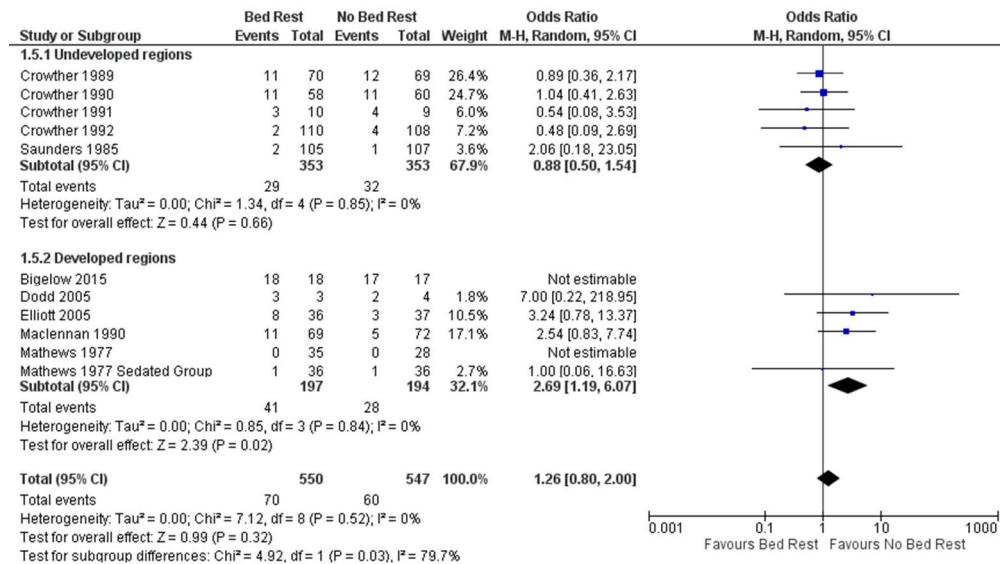 Bed Rest No Bed Rest Odds Ratio Odds Ratio
Study or Subgroup Events Total Events Total Weight M-H, Random, 95% CI M-H, Random, 95% CI
1.5.1 Undeveloped regions
Crowther 1989 11 70 12 69 26.4% 0.89 [0.36, 2.17]
Crowther 1990 11 58 11 60 24.7% 1.04 [0.41, 2.63]
Crowther 1991 3 10 4 9 6.0% 0.54 [0.08, 3.53]
Crowther 1992 2 110 4 108 7.2% 0.48 [0.09, 2.69]
Saunders 1985 2 105 1 107 3.6% 2.06 [0.18, 23.05]
Subtotal (95% CI) 353 353 67.9% 0.88 [0.50, 1.54]
Total events 29 32
Heterogeneity: Tau² = 0.00; Chi² = 1.34, df = 4 (P = 0.85); I² = 0%
Test for overall effect: Z = 0.44 (P = 0.66)
1.5.2 Developed regions
Bigelow 2015 18 18 17 17 Not estimable
Dodd 2005 3 3 2 4 1.8% 7.00 [0.22, 218.95]
Elliott 2005 8 36 3 37 10.5% 3.24 [0.78, 13.37]
Maclennan 1990 11 69 5 72 17.1% 2.54 [0.83, 7.74]
Mathews 1977 0 35 0 28 Not estimable
Mathews 1977 Sedated Group 1 36 1 36 2.7% 1.00 [0.06, 16.63]
Subtotal (95% CI) 197 194 32.1% 2.69 [1.19, 6.07]
Total events 41 28
Heterogeneity: Tau² = 0.00; Chi² = 0.85, df = 3 (P = 0.84); I² = 0%
Test for overall effect: Z = 2.39 (P = 0.02)
Total (95% CI) 550 547 100.0% 1.26 [0.80, 2.00]
Total events 70 60
Heterogeneity: Tau² = 0.00; Chi² = 7.12, df = 8 (P = 0.52); I² = 0%
Test for overall effect: Z = 0.99 (P = 0.32)
Test for subgroup differences: Chi² = 4.92, df = 1 (P = 0.03), I² = 79.7%
0.001 0.1 1 10 1000
Favours Bed Rest Favours No Bed Rest